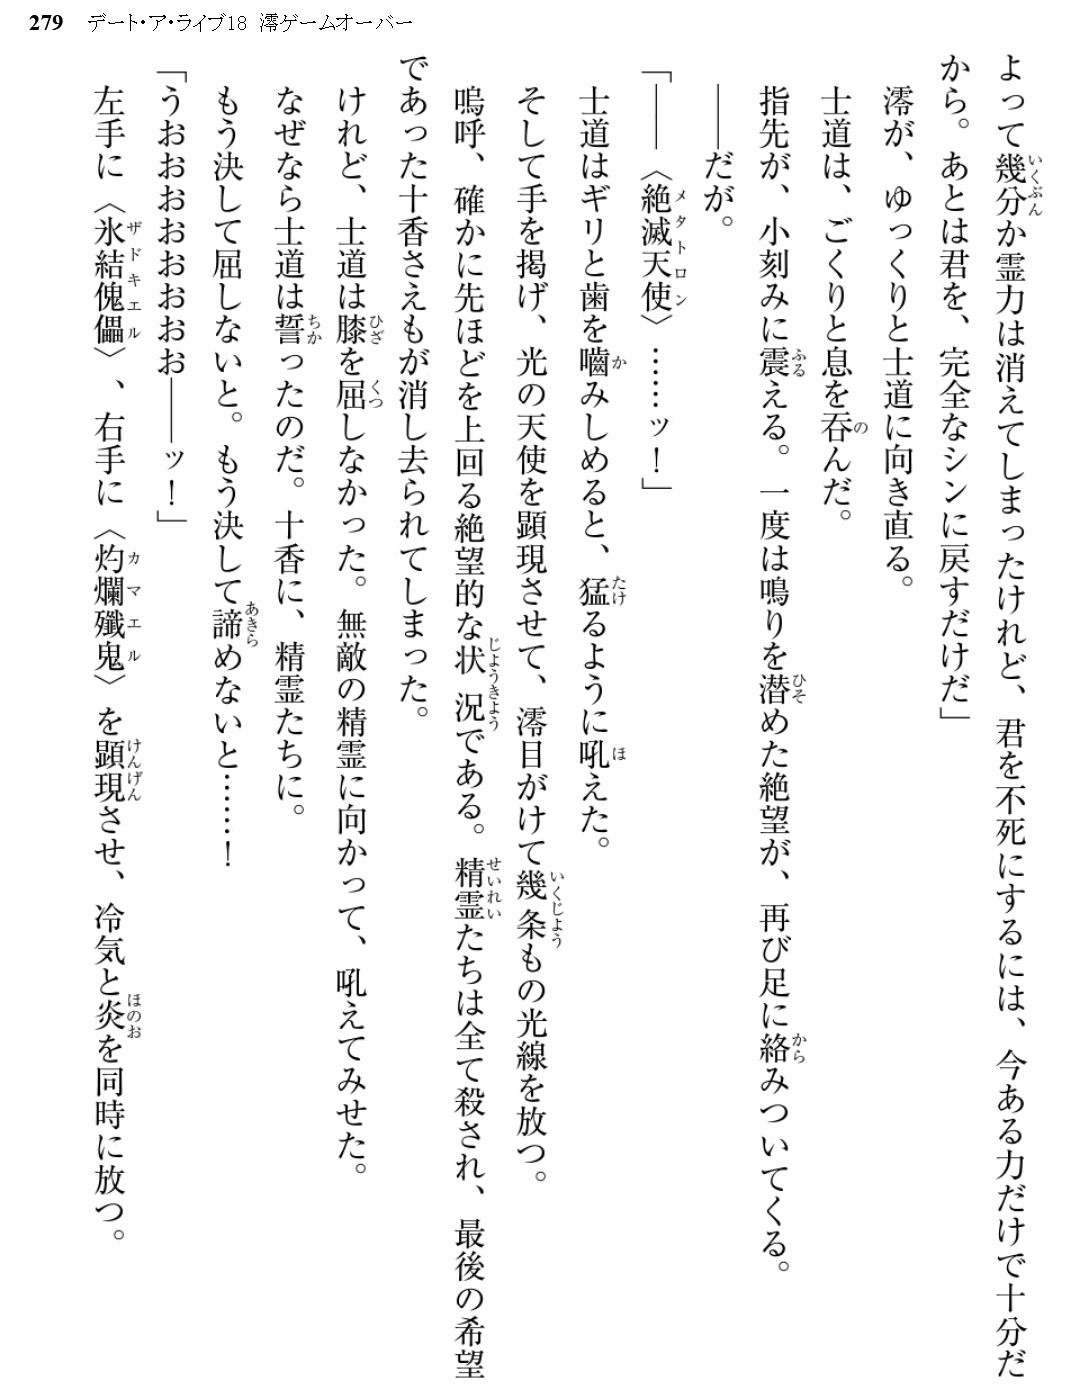 279 デート・ア・ライブ18 澪ゲームオーバー
よって幾分か霊力は消えてしまったけれど、君を不死にするには、今ある力だけで十分だ
から。あとは君を、完全なシンに戻すだけだ」
澪が、ゆっくりと士道に向き直る。
士道は、ごくりと息を呑んだ。
指先が、小刻みに震える。一度は鳴りを潜めた絶望が、再び足に絡みついてくる。
――だが。
「――〈絶滅天使〉……ッ！」
士道はギリと歯を嚙みしめると、猛るように吼えた。
そして手を掲げ、光の天使を顕現させて、澪目がけて幾条もの光線を放つ。
嗚呼、確かに先ほどを上回る絶望的な状況である。精霊たちは全て殺され、最後の希望
であった十香さえもが消し去られてしまった。
けれど、士道は膝を屈しなかった。無敵の精霊に向かって、吼えてみせた。
なぜなら士道は誓ったのだ。十香に、精霊たちに。
もう決して屈しないと。もう決して諦めないと……！
「うおおおおおおおお――ッ！」
左手に〈氷結傀儡〉、右手に〈灼爛殲鬼〉を顕現させ、冷気と炎を同時に放つ。